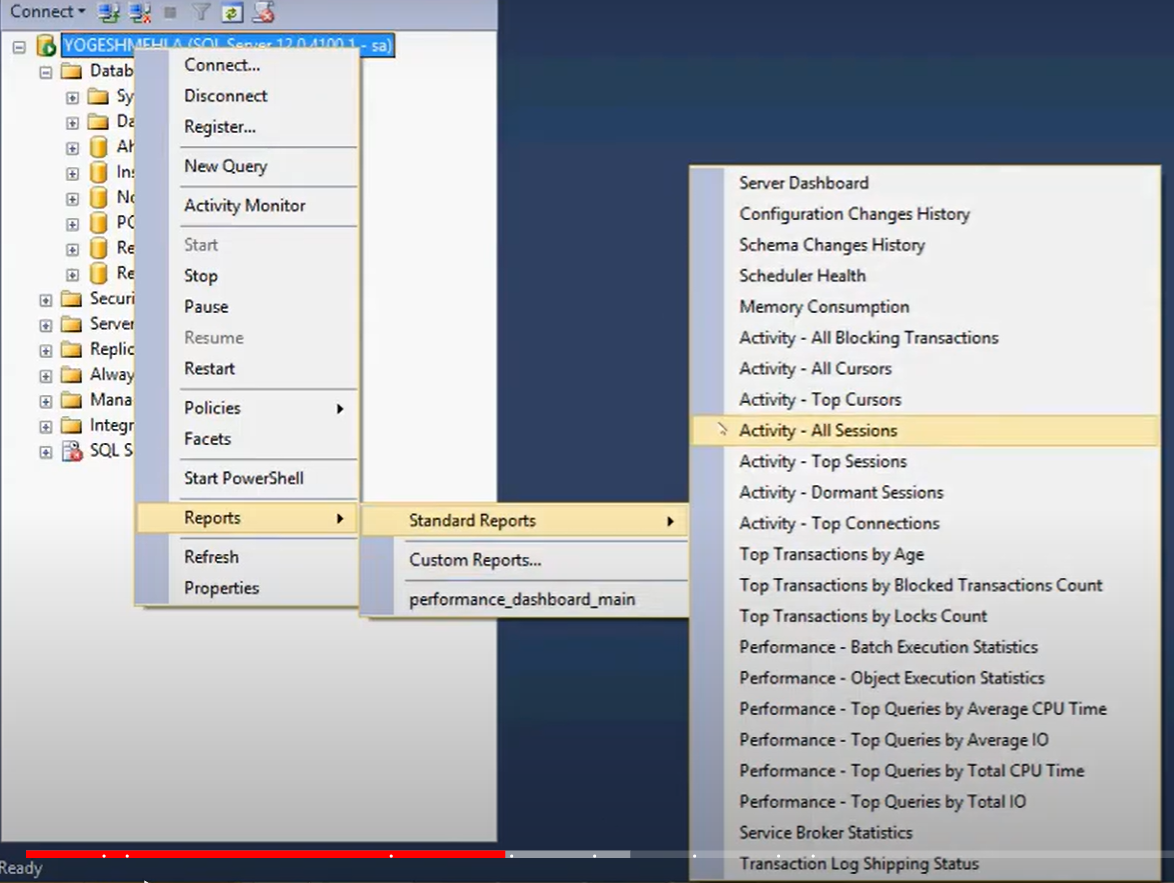 Connect
YOGESHMEHLA (SQL Server 12.0.4100.1 - sa)
Datab
Sy
Da
Ah
Ins
No
PC
Re
Re
Securi
Server
Replic
Alway
Mana
Integr
SQL S
Connect...
Disconnect
Register...
New Query
Activity Monitor
Start
Stop
Pause
Resume
Restart
Policies
Facets
Start PowerShell
Reports
Refresh
Properties
Standard Reports
Custom Reports...
performance_dashboard_main
Server Dashboard
Configuration Changes History
Schema Changes History
Scheduler Health
Memory Consumption
Activity - All Blocking Transactions
Activity - All Cursors
Activity - Top Cursors
Activity - All Sessions
Activity - Top Sessions
Activity - Dormant Sessions
Activity - Top Connections
Top Transactions by Age
Top Transactions by Blocked Transactions Count
Top Transactions by Locks Count
Performance - Batch Execution Statistics
Performance - Object Execution Statistics
Performance - Top Queries by Average CPU Time
Performance - Top Queries by Average IO
Performance - Top Queries by Total CPU Time
Performance - Top Queries by Total IO
Service Broker Statistics
Transaction Log Shipping Status
Ready